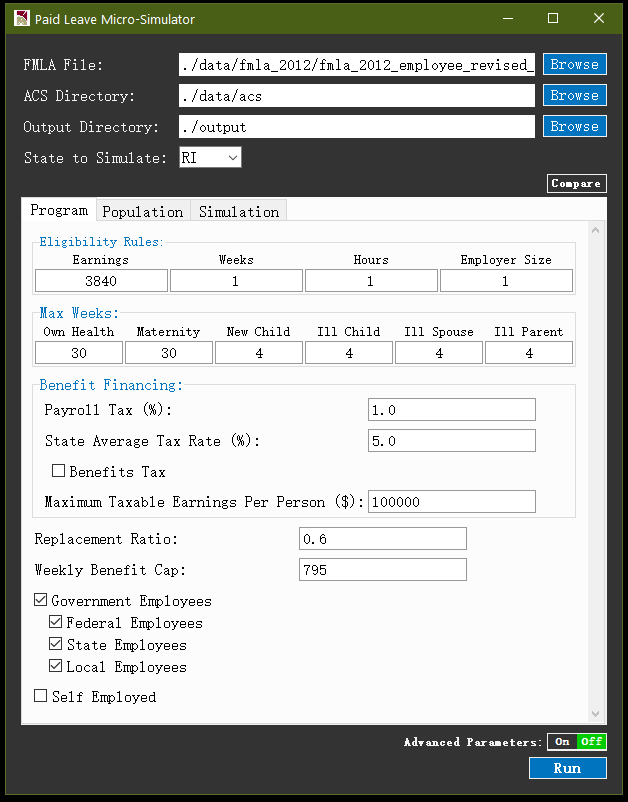 Paid Leave Micro-Simulator
FMLA File: ./data/fmla_2012/fmla_2012_employee_revised_ Browse
ACS Directory: ./data/acs Browse
Output Directory: ./output Browse
State to Simulate: RI
Compare
Program Population Simulation
Eligibility Rules:
Earnings Weeks Hours Employer Size
3840 1 1 1
Max Weeks:
Own Health Maternity New Child Ill Child Ill Spouse Ill Parent
30 30 4 4 4 4
Benefit Financing:
Payroll Tax (%): 1.0
State Average Tax Rate (%): 5.0
Benefits Tax
Maximum Taxable Earnings Per Person ($): 100000
Replacement Ratio: 0.6
Weekly Benefit Cap: 795
Government Employees
Federal Employees
State Employees
Local Employees
Self Employed
Advanced Parameters: On Off
Run